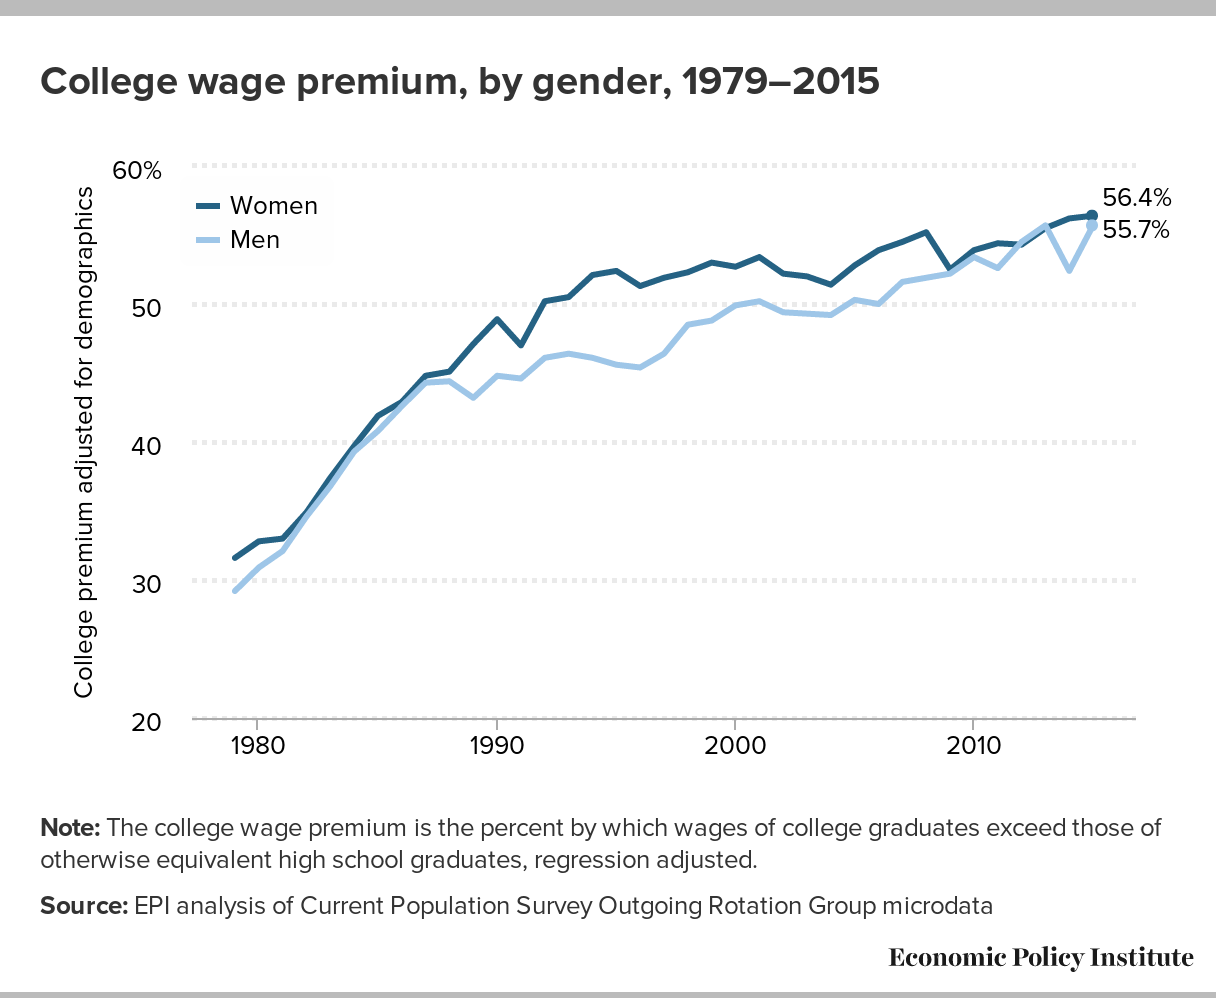 College wage premium, by gender, 1979–2015
College premium adjusted for demographics
60%
50
40
30
20
Women
Men
56.4%
55.7%
1980 1990 2000 2010
Note: The college wage premium is the percent by which wages of college graduates exceed those of
otherwise equivalent high school graduates, regression adjusted.
Source: EPI analysis of Current Population Survey Outgoing Rotation Group microdata
Economic Policy Institute